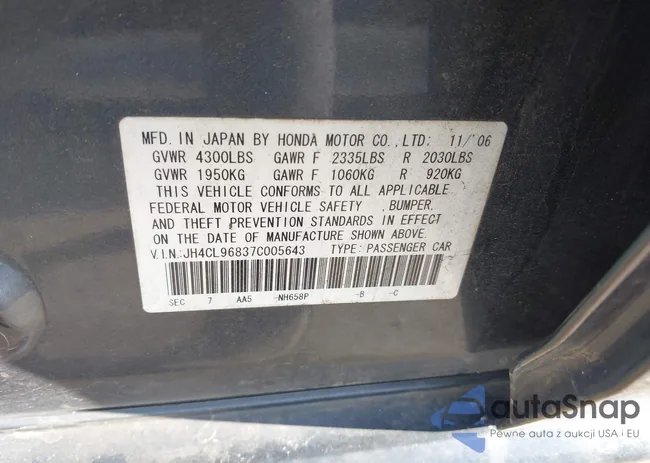 MFD. IN JAPAN BY HONDA MOTOR CO.,LTD: 11/'06
GVWR 4300LBS GAWR F 2335LBS R 2030LBS
GVWR 1950KG GAWR F 1060KG R 920KG
THIS VEHICLE CONFORMS TO ALL APPLICABLE
FEDERAL MOTOR VEHICLE SAFETY ,BUMPER,
AND THEFT PREVENTION STANDARDS IN EFFECT
ON THE DATE OF MANUFACTURE SHOWN ABOVE.
V.I.N:JH4CL96837C005643 TYPE: PASSENGER CAR
SEC 7 AA5 -NH658P -B -C
autoSnap
Pewne auta z aukcji USA i EU